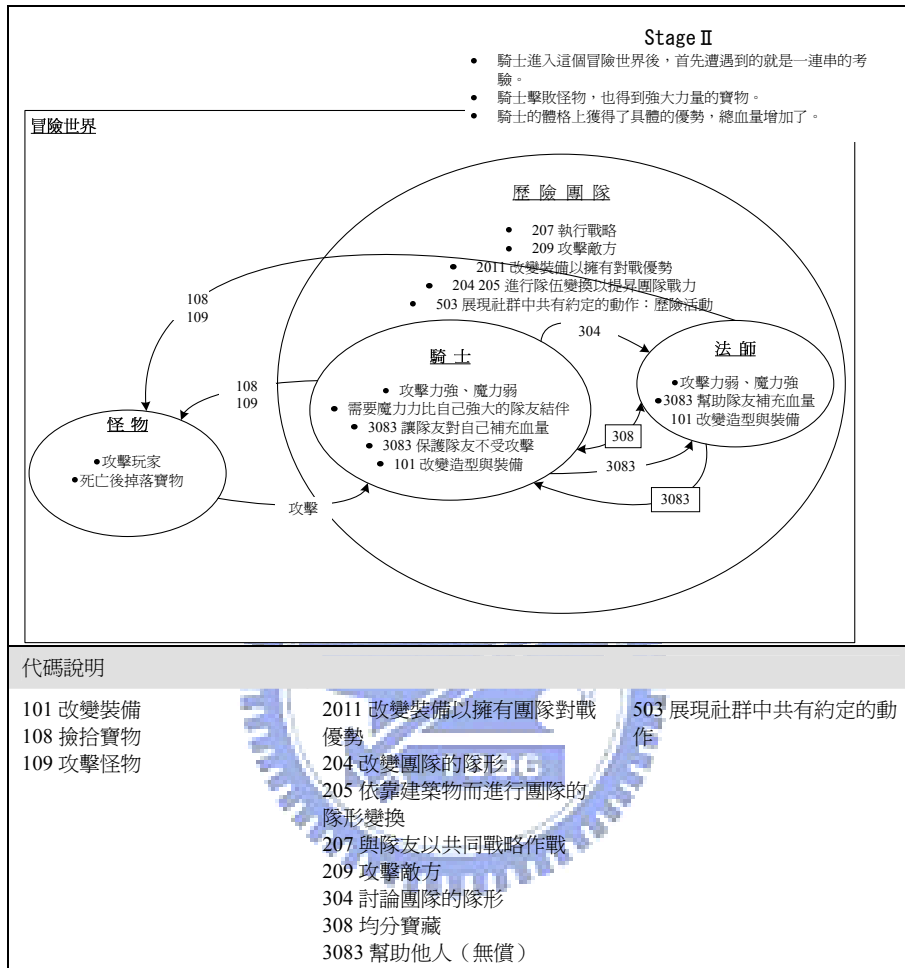 Stage Ⅱ
● 騎士進入這個冒險世界後，首先遭遇到的就是一連串的考
驗。
● 騎士擊敗怪物，也得到強大力量的寶物。
● 騎士的體格上獲得了具體的優勢，總血量增加了。
冒險世界
歷 險 團 隊
● 207 執行戰略
● 209 攻擊敵方
● 2011 改變裝備以擁有對戰優勢
● 204 205 進行隊伍變換以提昇團隊戰力
● 503 展現社群中共有約定的動作：歷險活動
108
109
304
騎 士
● 攻擊力強、魔力弱
● 需要魔力力比自己強大的隊友結伴
● 3083 讓隊友對自己補充血量
● 3083 保護隊友不受攻擊
● 101 改變造型與裝備
法 師
●攻擊力弱、魔力強
●3083 幫助隊友補充血量
101 改變造型與裝備
108
109
怪 物
●攻擊玩家
●死亡後掉落寶物
308
3083
3083
攻擊
代碼說明
101 改變裝備
108 撿拾寶物
109 攻擊怪物
2011 改變裝備以擁有團隊對戰
優勢
204 改變團隊的隊形
205 依靠建築物而進行團隊的
隊形變換
207 與隊友以共同戰略作戰
209 攻擊敵方
304 討論團隊的隊形
308 均分寶藏
3083 幫助他人（無償）
503 展現社群中共有約定的動
作